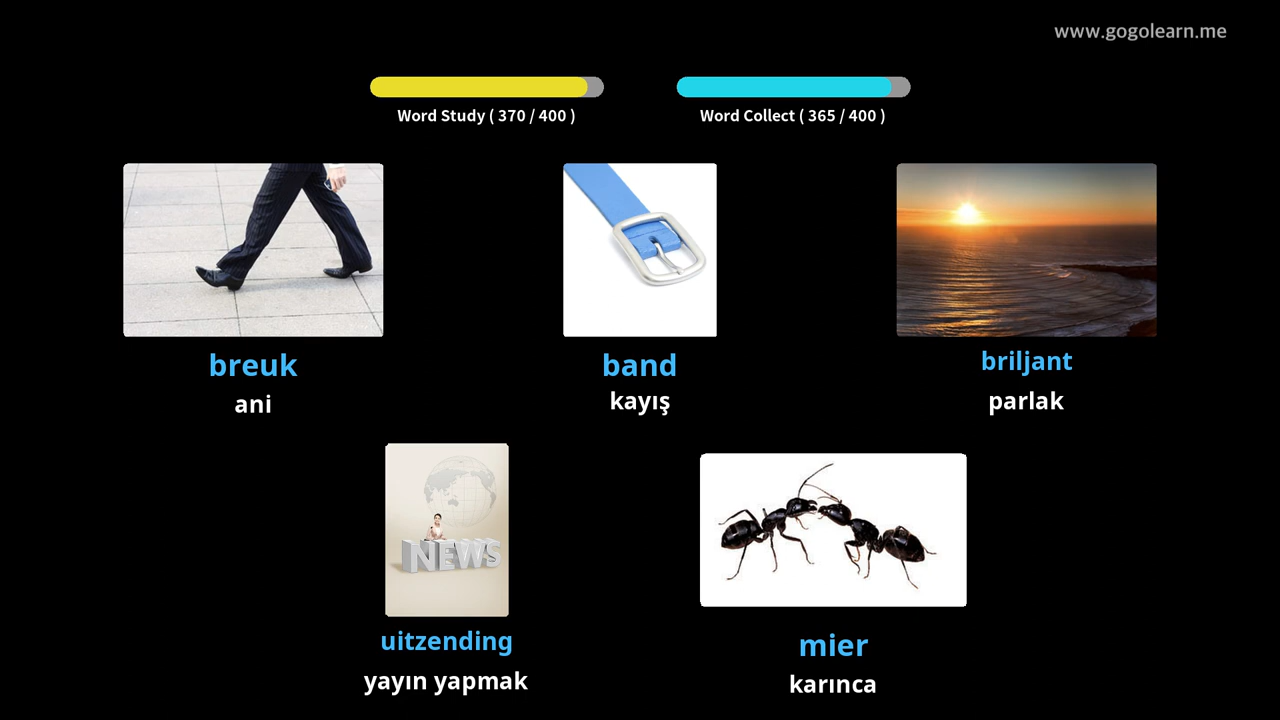 www.gogolearn.me
Word Study ( 370 / 400 )
Word Collect ( 365 / 400 )
breuk
ani
band
kayış
briljant
parlak
NEWS
uitzending
yayın yapmak
mier
karınca